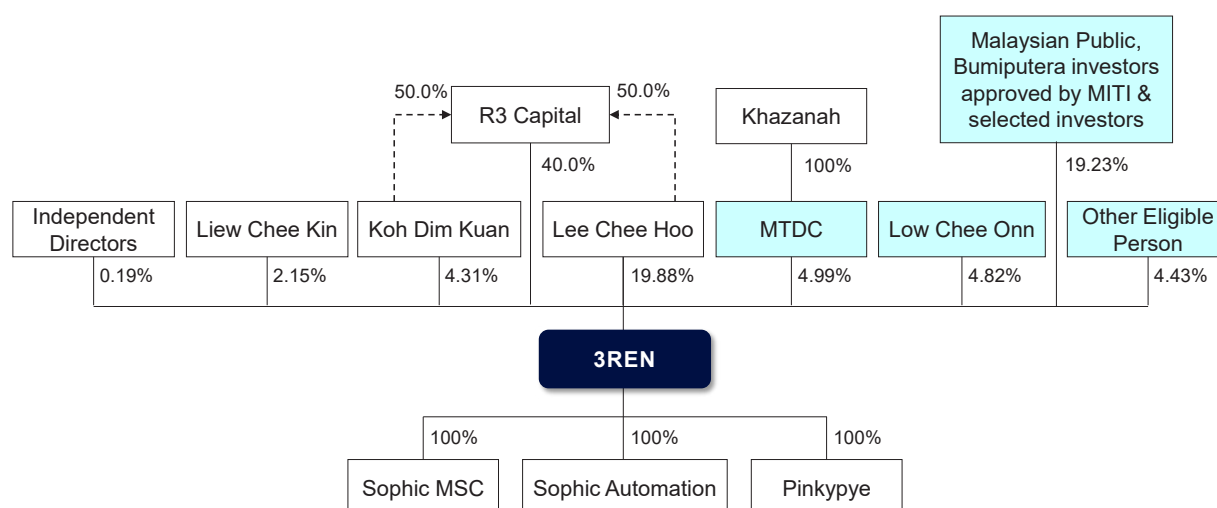 Malaysian Public,
Bumiputera investors
approved by MITI &
selected investors
50.0%
50.0%
R3 Capital
Khazanah
40.0%
100%
19.23%
Independent
Directors
Liew Chee Kin
Koh Dim Kuan
Lee Chee Hoo
MTDC
Low Chee Onn
Other Eligible
Person
0.19%
2.15%
4.31%
19.88%
4.99%
4.82%
4.43%
3REN
100%
100%
100%
Sophic MSC
Sophic Automation
Pinkypye